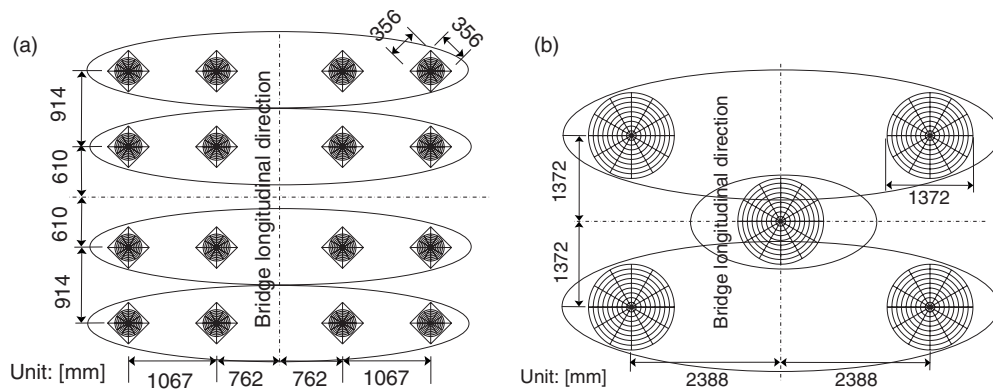 (a)
356
356
914
610
610
914
Bridge longitudinal direction
Unit: [mm]
1067
762
762
1067
(b)
1372
1372
1372
Bridge longitudinal direction
Unit: [mm]
2388
2388